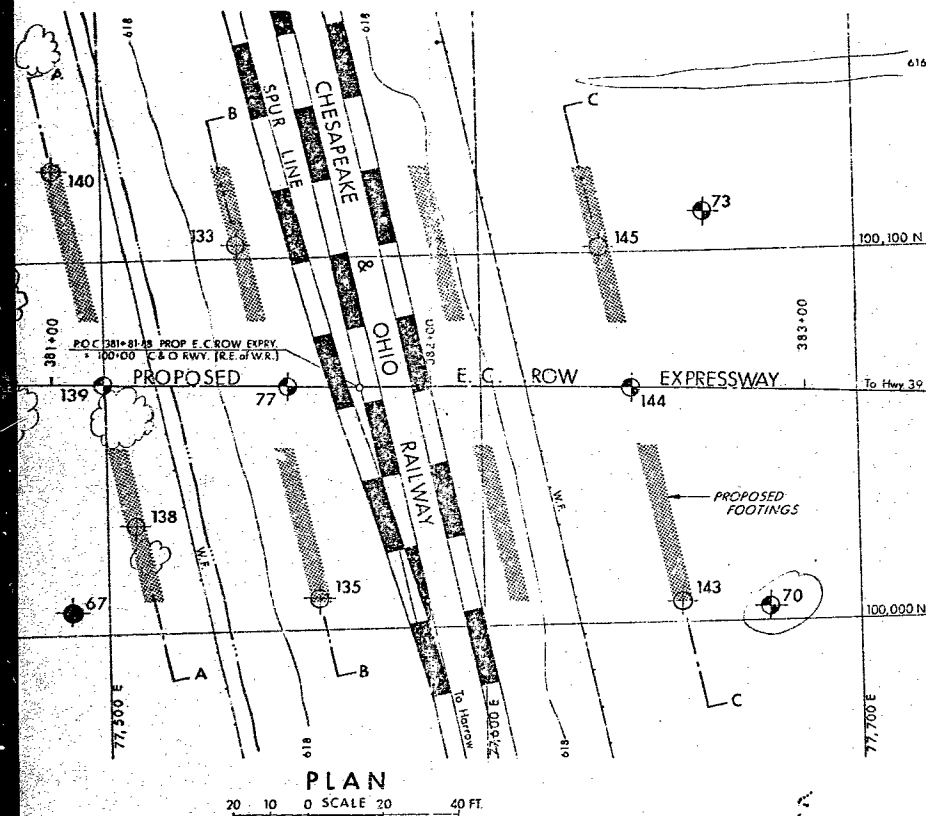 618
618
616
A
B
C
SPUR LINE
CHESAPEAKE
&
OHIO
RAILWAY
140
133
145
73
100,100 N
381+00
P.O.C. 381+81.18 PROP E.C.ROW EXPRY.
= 100+00 C & O RWY. (R.E. of W.R.)
382+00
383+00
PROPOSED E. C. ROW EXPRESSWAY
To Hwy. 39
139
77
144
W.F.
W.F.
PROPOSED
FOOTINGS
138
135
143
70
67
100,000 N
A
B
C
77,500 E
To Harrow
77,600 E
77,700 E
618
618
PLAN
20 10 0 SCALE 20 40 FT.